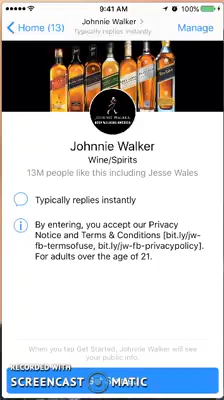 9:41 AM
100%
Home (13)
Johnnie Walker
Typically replies instantly
Manage
JOHNNIE WALKER.
KEEP WALKING AMERICA
Johnnie Walker
Wine/Spirits
13M people like this including Jesse Wales
Typically replies instantly
By entering, you accept our Privacy
Notice and Terms & Conditions [bit.ly/jw-
fb-termsofuse, bit.ly/jw-fb-privacypolicy].
For adults over the age of 21.
When you tap Get Started, Johnnie Walker will see
your public info.
RECORDED WITH
SCREENCAST MATIC